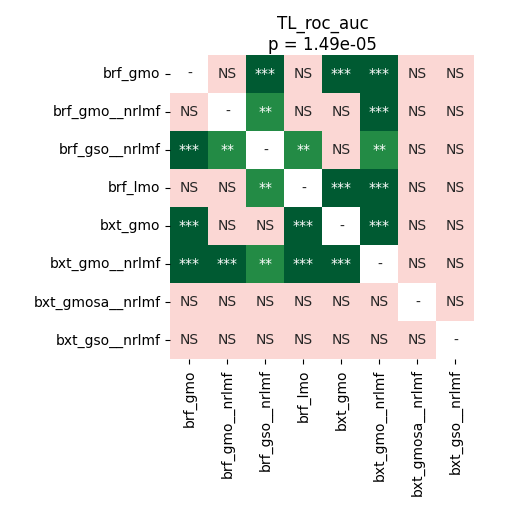 TL_roc_auc
p = 1.49e-05
brf_gmo - NS *** NS *** *** NS NS
brf_gmo__nrlmf NS - ** NS NS *** NS NS
brf_gso__nrlmf *** ** - ** NS ** NS NS
brf_lmo NS NS ** - *** *** NS NS
bxt_gmo *** NS NS *** - *** NS NS
bxt_gmo__nrlmf *** *** ** *** *** - NS NS
bxt_gmosa__nrlmf NS NS NS NS NS NS - NS
bxt_gso__nrlmf NS NS NS NS NS NS NS -
brf_gmo
brf_gmo__nrlmf
brf_gso__nrlmf
brf_lmo
bxt_gmo
bxt_gmo__nrlmf
bxt_gmosa__nrlmf
bxt_gso__nrlmf